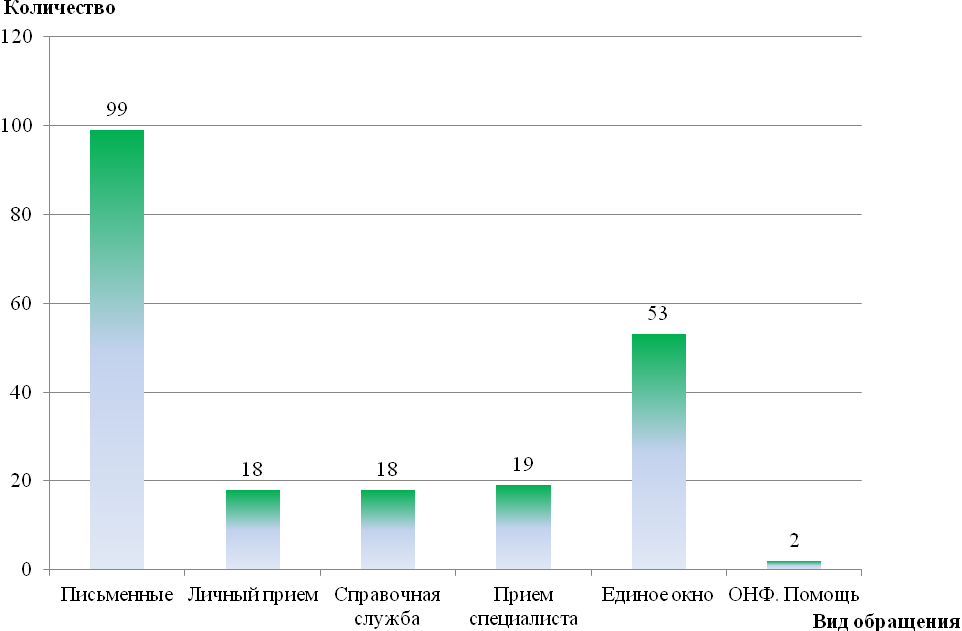 Количество
120
100
80
60
40
20
0
99
18
18
19
53
2
Письменные
Личный прием
Справочная
служба
Прием
специалиста
Единое окно
ОНФ. Помощь
Вид обращения